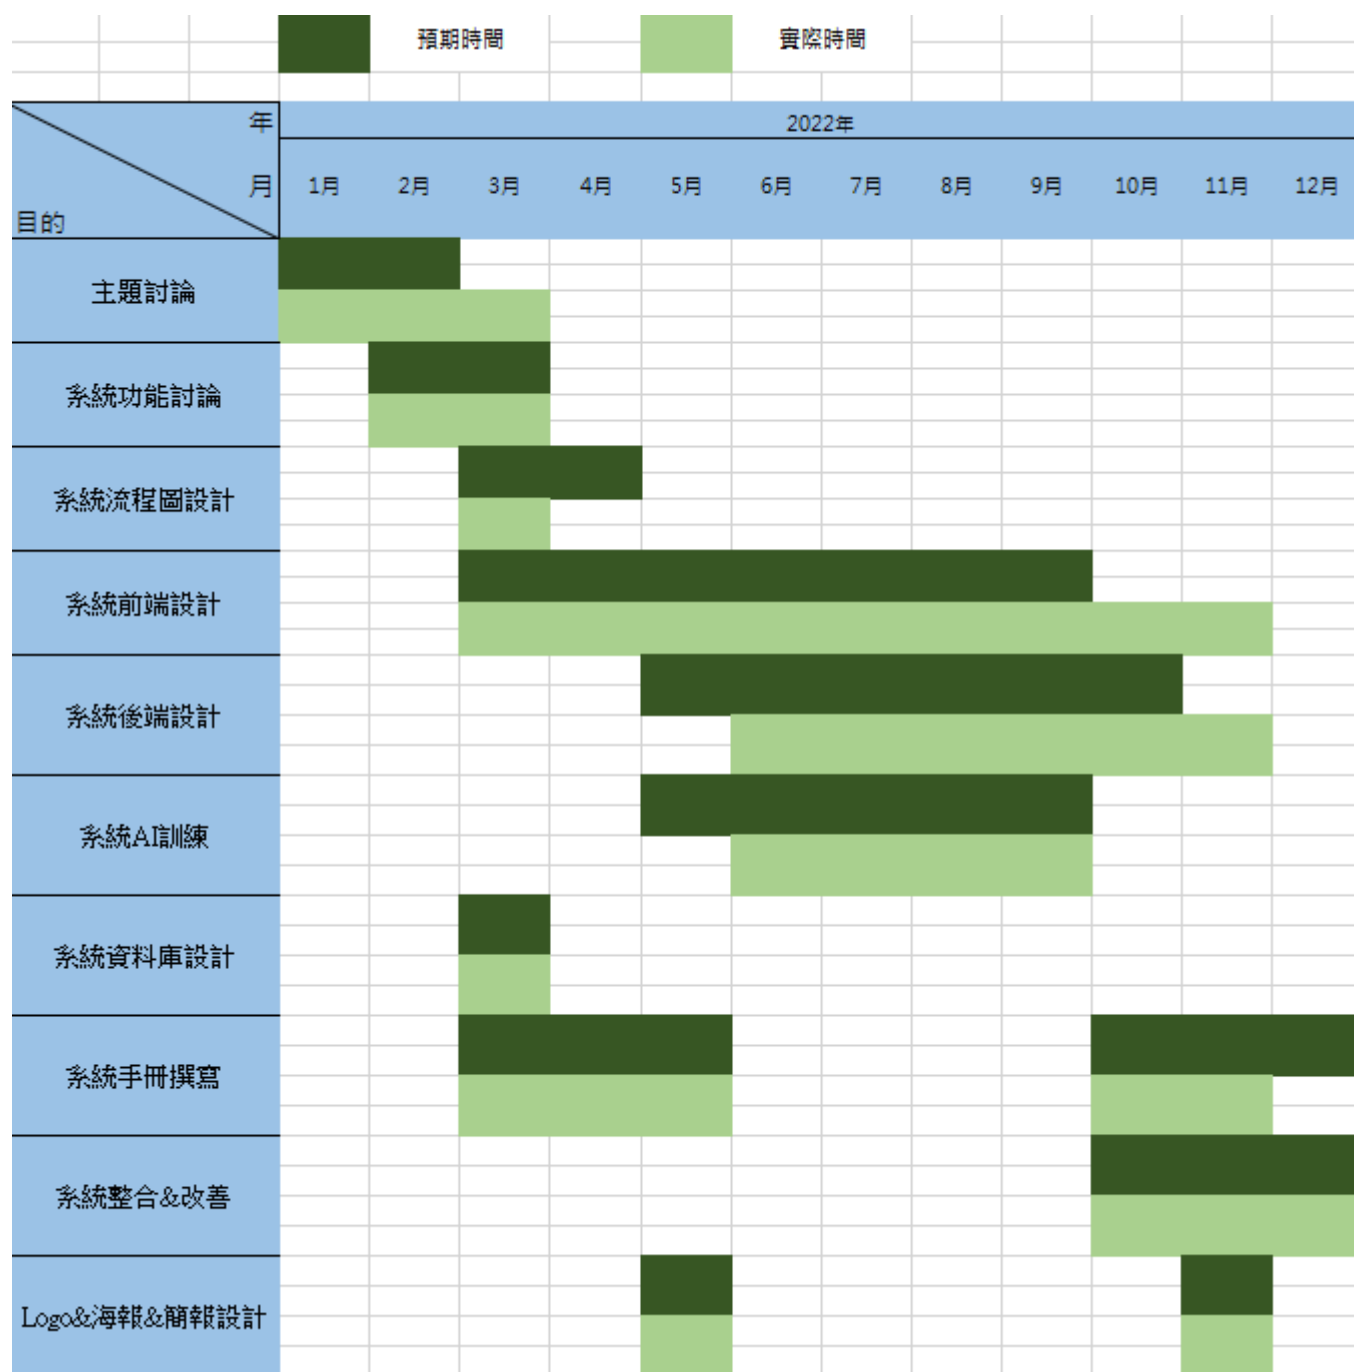 預期時間 實際時間
年
2022年
月
1月 2月 3月 4月 5月 6月 7月 8月 9月 10月 11月 12月
目的
主題討論
系統功能討論
系統流程圖設計
系統前端設計
系統後端設計
系統AI訓練
系統資料庫設計
系統手冊撰寫
系統整合&改善
Logo&海報&簡報設計